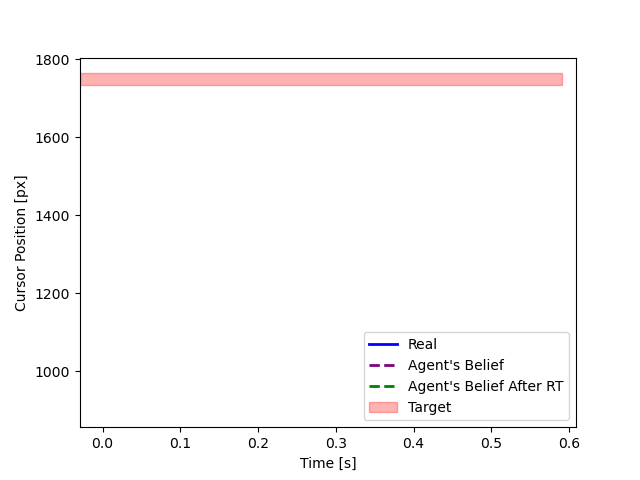 1800
1600
1400
1200
1000
Cursor Position [px]
Real
Agent's Belief
Agent's Belief After RT
Target
0.0 0.1 0.2 0.3 0.4 0.5 0.6
Time [s]